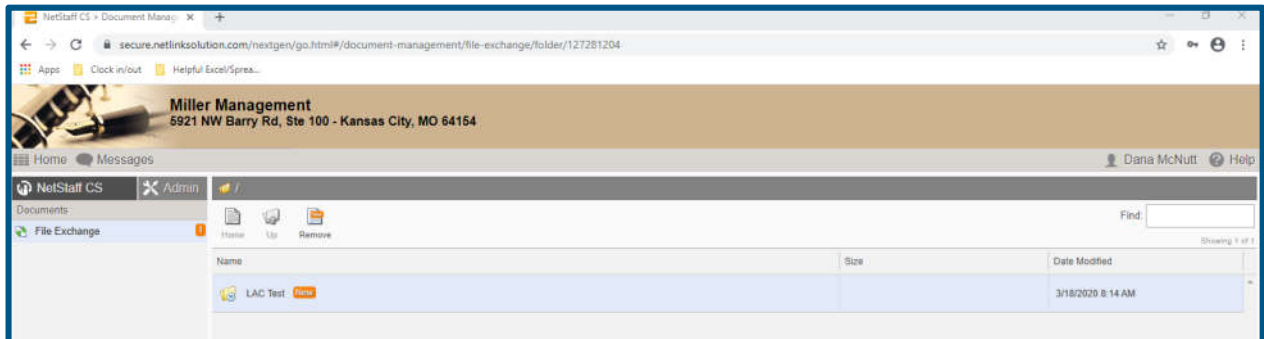 NetStaff CS > Document Manag
secure.netlinksolution.com/nextgen/go.html#/document-management/file-exchange/folder/127281204
Apps Clock in/out Helpful Excel/Sprea...
Miller Management
5921 NW Barry Rd, Ste 100 - Kansas City, MO 64154
Home Messages Dana McNutt Help
NetStaff CS Admin /
Documents
Home Up Remove Find:
File Exchange
Showing 1 of 1
Name Size Date Modified
LAC Test New 3/18/2020 8:14 AM